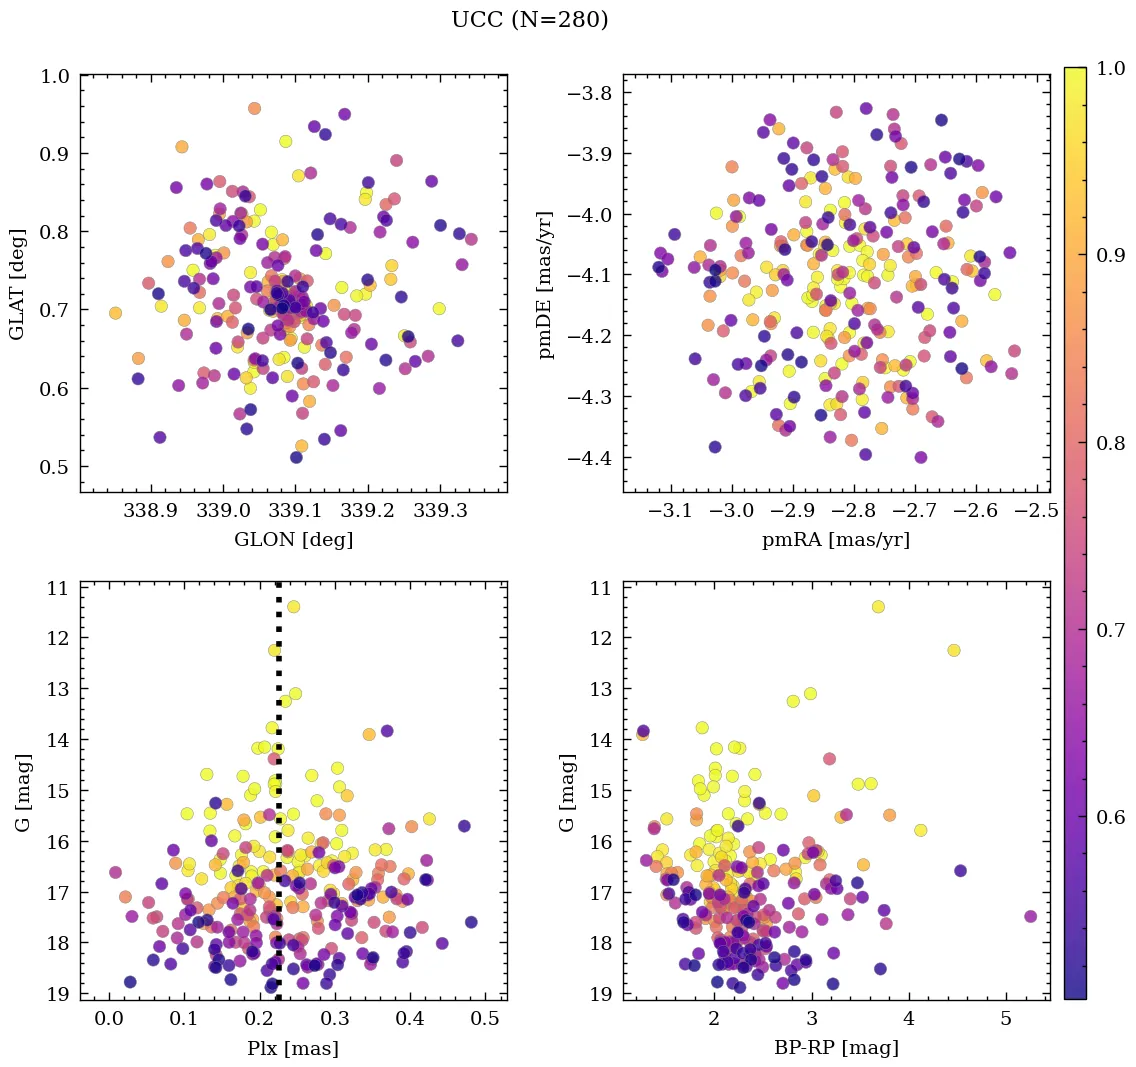 UCC (N=280)
1.0
0.9
0.8
0.7
0.6
0.5
GLAT [deg]
338.9 339.0 339.1 339.2 339.3
GLON [deg]
−3.8
−3.9
−4.0
−4.1
−4.2
−4.3
−4.4
pmDE [mas/yr]
−3.1 −3.0 −2.9 −2.8 −2.7 −2.6 −2.5
pmRA [mas/yr]
11
12
13
14
15
16
17
18
19
G [mag]
0.0 0.1 0.2 0.3 0.4 0.5
Plx [mas]
11
12
13
14
15
16
17
18
19
G [mag]
2 3 4 5
BP-RP [mag]
1.0
0.9
0.8
0.7
0.6